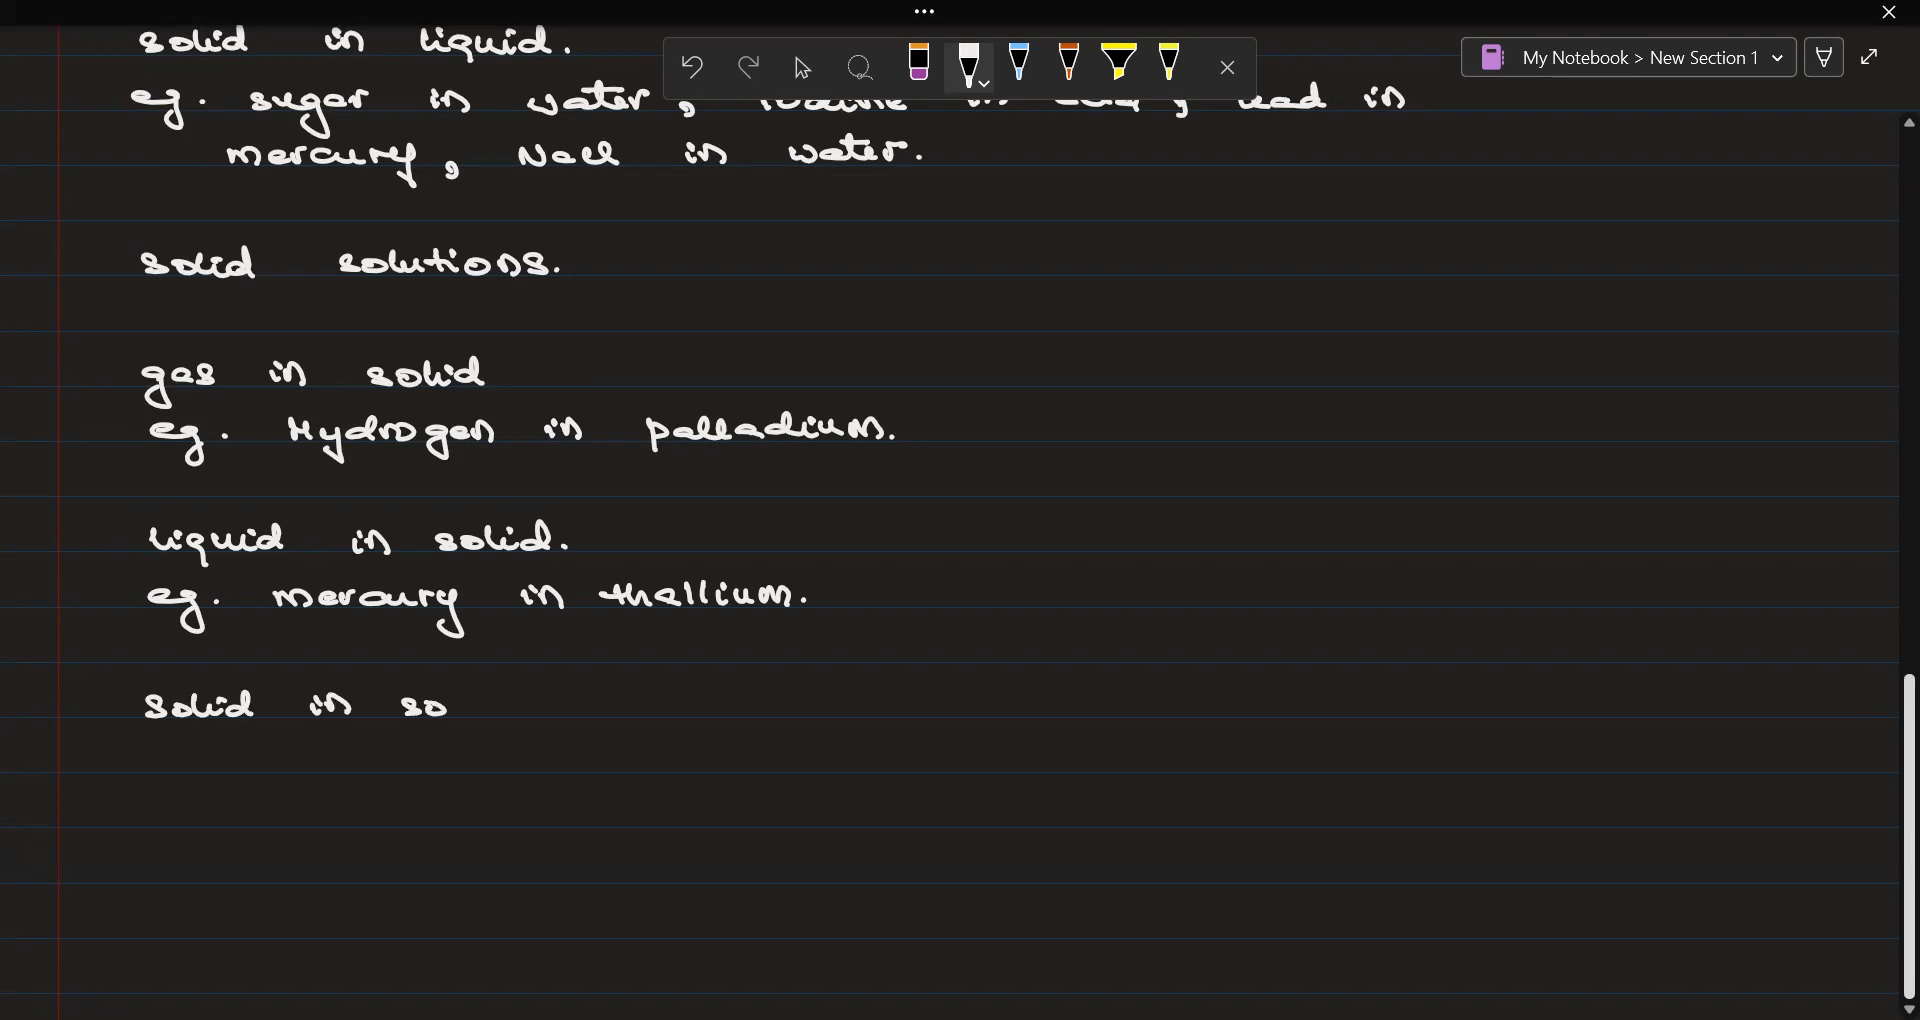 solid in liquid.
My Notebook > New Section 1
eg. sugar in water, in lead in
mercury, Nacl in water.
solid solutions.
gas in solid
eg. Hydrogen in palladium.
liquid in solid.
eg. mercury in thallium.
solid in so